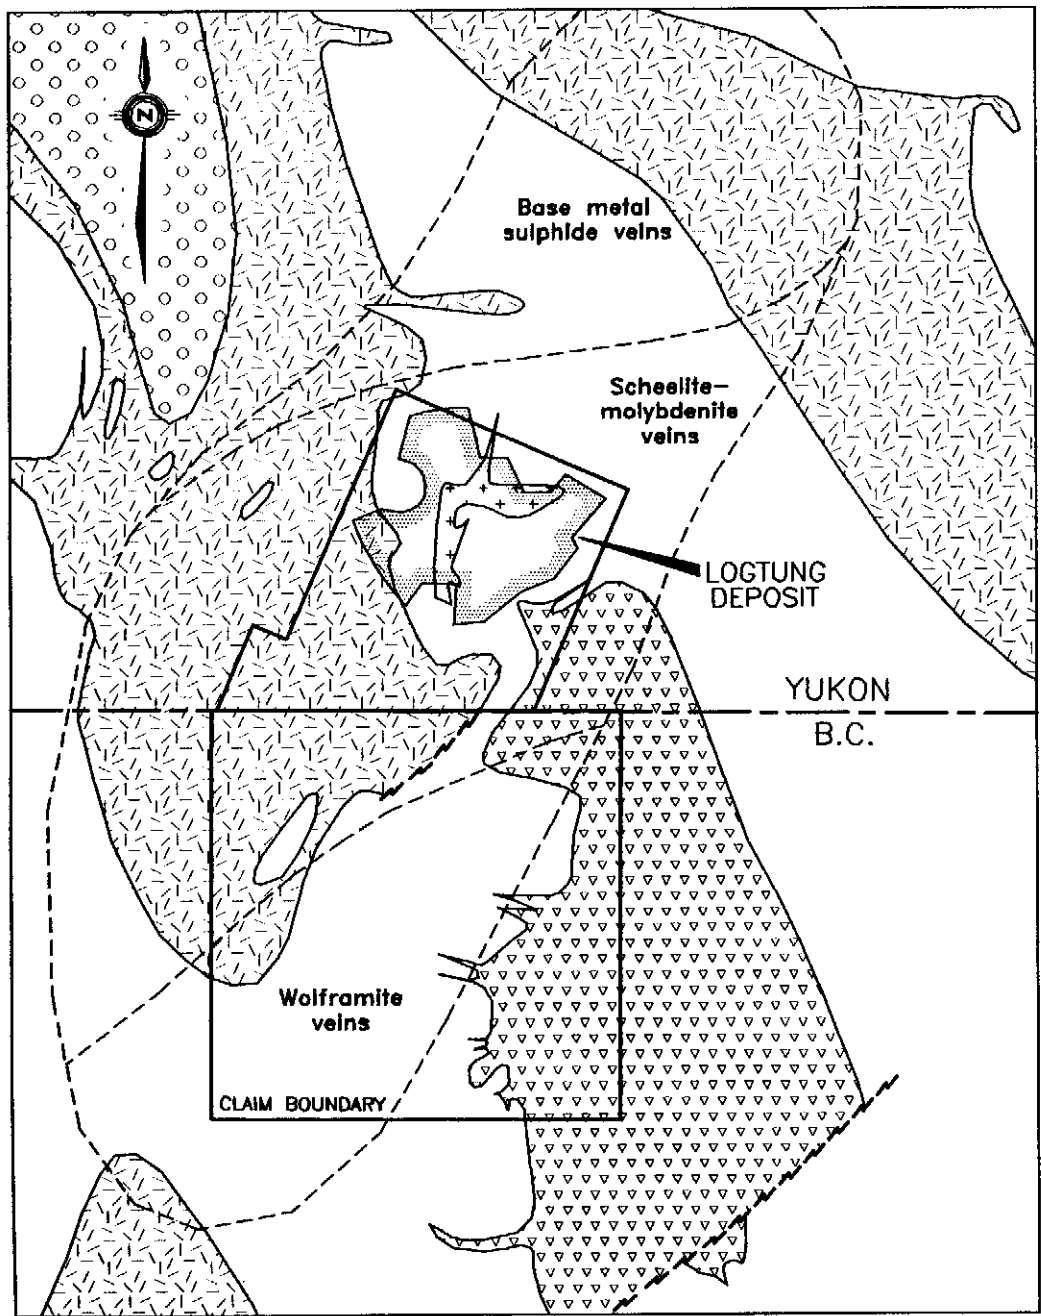 N
Base metal
sulphide veins
Scheelite-
molybdenite
veins
LOGTUNG
DEPOSIT
YUKON
B.C.
Wolframite
veins
CLAIM BOUNDARY